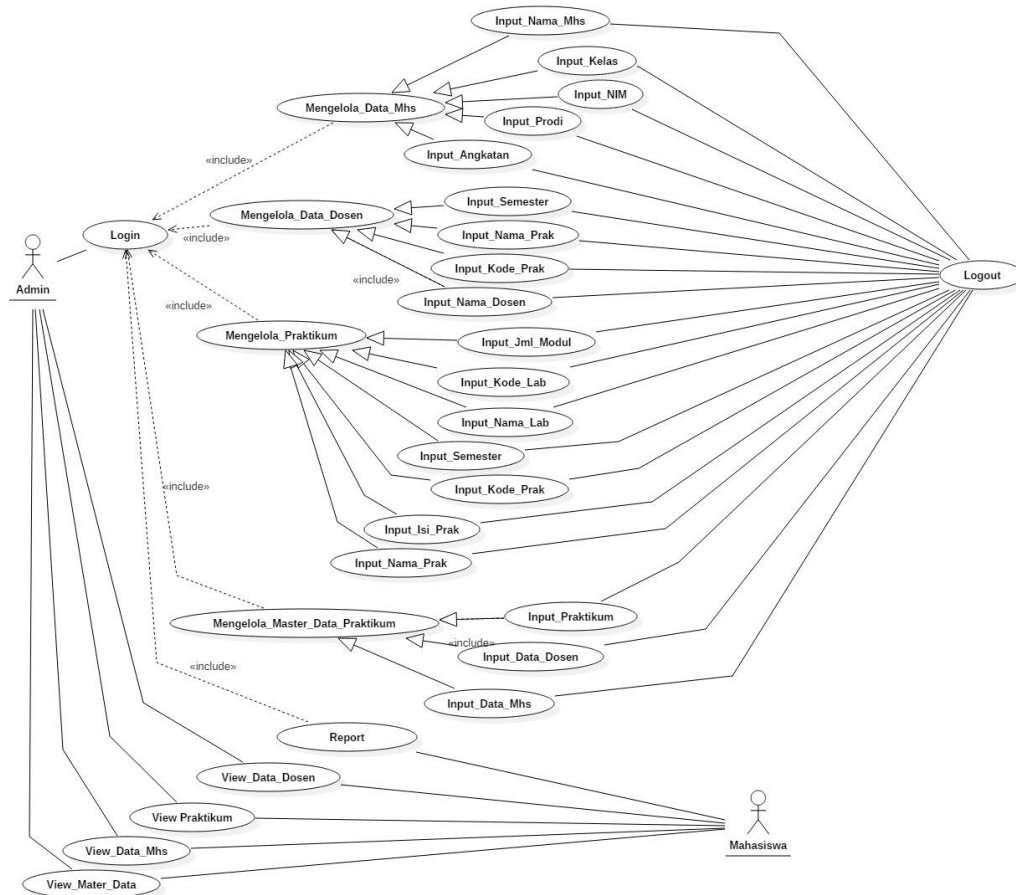 Input_Nama_Mhs
Input_Kelas
Input_NIM
Mengelola_Data_Mhs
Input_Prodi
Input_Angkatan
«include»
Input_Semester
Mengelola_Data_Dosen
Login
«include»
Input_Nama_Prak
Input_Kode_Prak
Logout
«include»
Admin
Input_Nama_Dosen
«include»
Mengelola_Praktikum
Input_Jml_Modul
Input_Kode_Lab
Input_Nama_Lab
Input_Semester
«include»
Input_Kode_Prak
Input_Isi_Prak
Input_Nama_Prak
Mengelola_Master_Data_Praktikum
Input_Praktikum
«include»
Input_Data_Dosen
«include»
Input_Data_Mhs
Report
View_Data_Dosen
View Praktikum
Mahasiswa
View_Data_Mhs
View_Mater_Data